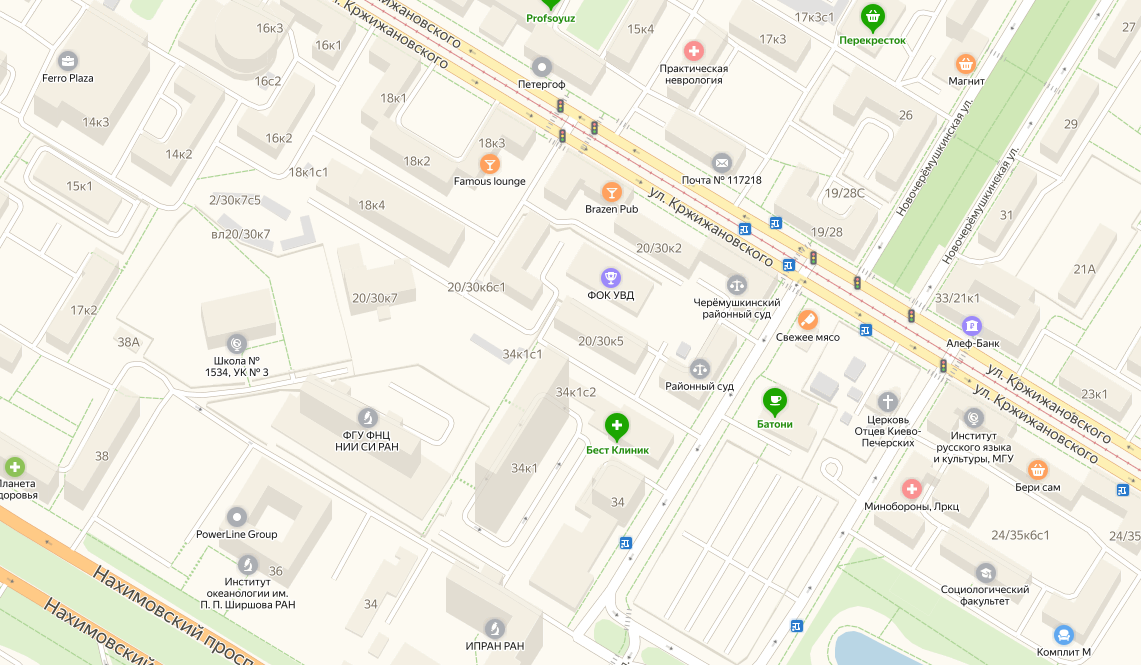 Profsoyuz
17к3с1
16к3
15к4
ул. Кржижановского
ул. Кржижановского
17к3
Перекресток
27
16к1
Ferro Plaza
16к2
Петергоф
Практическая
неврология
Магнит
18к1
14к3
26
29
16к2
18к3
14к2
18к2
18к1с1
Famous lounge
Почта № 117218
15к1
2/30к7с5
18к4
Brazen Pub
19/28С
Новочерёмушкинская ул.
Новочерёмушкинская ул.
31
вл20/30к7
ул. Кржижановского
19/28
20/30к2
21А
20/30к7
20/30к6с1
ФОК УВД
Черёмушкинский
районный суд
33/21к1
17к2
Свежее мясо
Алеф-Банк
38А
20/30к5
34к1с1
Школа №
1534, УК № 3
Районный суд
ул. Кржижановского
ул. Кржижановского
34к1с2
23к1
Батони
Церковь
Отцев Киево-
Печерских
ФГУ ФНЦ
НИИ СИ РАН
Бест Клиник
Институт
русского языка
и культуры, МГУ
38
34к1
Планета
здоровья
Бери сам
34
Минобороны, Лркц
PowerLine Group
24/35к6с1
24/35
36
Институт
океанологии им.
П. П. Ширшова РАН
Нахимовский просп
Нахимовский
34
Социологический
факультет
ИПРАН РАН
Комплит М